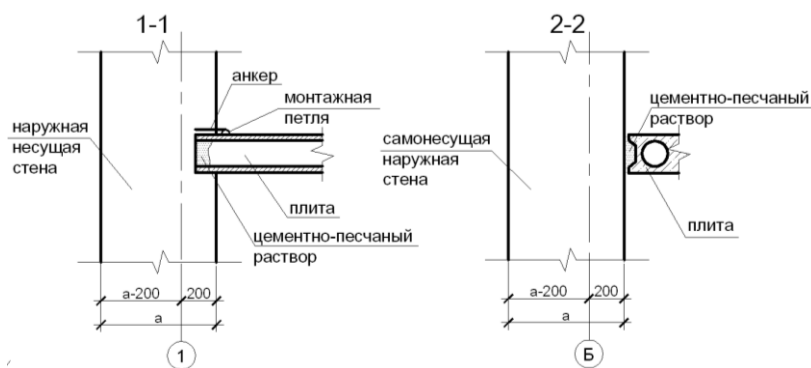 1-1
анкер
монтажная
петля
наружная
несущая
стена
плита
цементно-песчаный
раствор
а-200
200
а
1
2-2
цементно-песчаный
раствор
самонесущая
наружная
стена
плита
а-200
200
а
Б